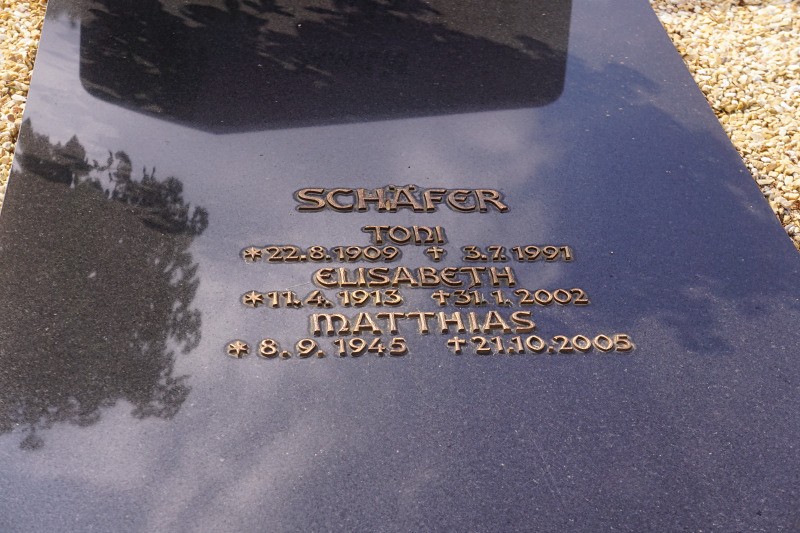 SCHÄFER
TONI
*22.8.1909 † 3.7.1991
ELISABETH
*11.4.1913 †31.1.2002
MATTHIAS
* 8.9.1945 †21.10.2005